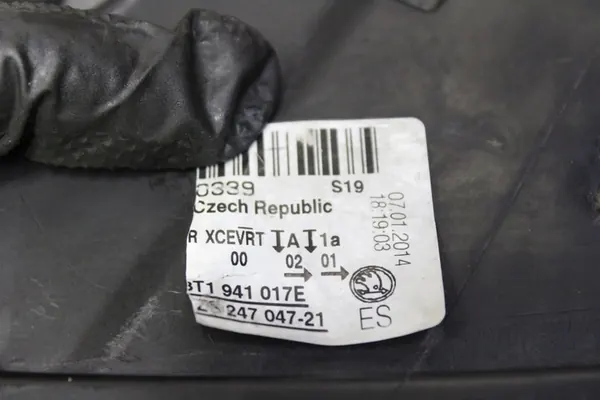 0339 S19
Czech Republic
R XCEVRT A 1a
00 02 01
3T1 941 017E
247 047-21
ES
07.01.2014
18:19:03